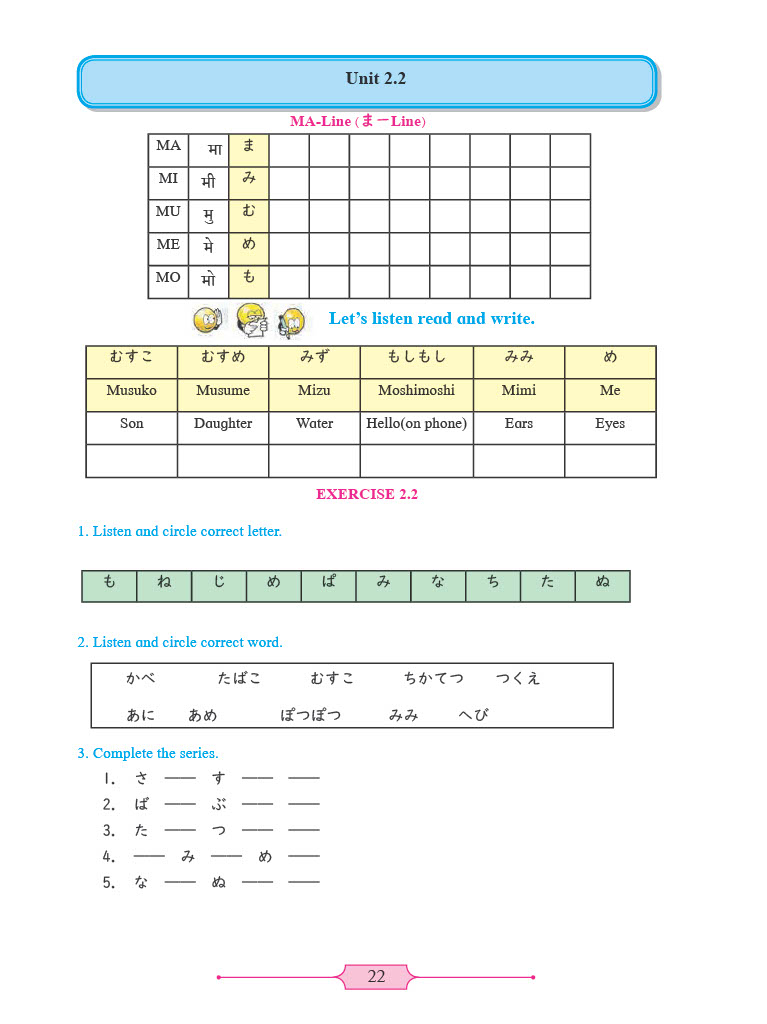 Unit 2.2
MA-Line (まーLine)
MA मा ま
MI मी み
MU मु む
ME मे め
MO मो も
Let's listen read and write.
むすこ むすめ みず もしもし みみ め
Musuko Musume Mizu Moshimoshi Mimi Me
Son Daughter Water Hello(on phone) Ears Eyes
EXERCISE 2.2
1. Listen and circle correct letter.
も ね じ め ぱ み な ち た ぬ
2. Listen and circle correct word.
かべ たばこ むすこ ちかてつ つくえ
あに あめ ぽつぽつ みみ へび
3. Complete the series.
1. さ —— す —— ——
2. ば —— ぶ —— ——
3. た —— つ —— ——
4. —— み —— め ——
5. な —— ぬ —— ——
22